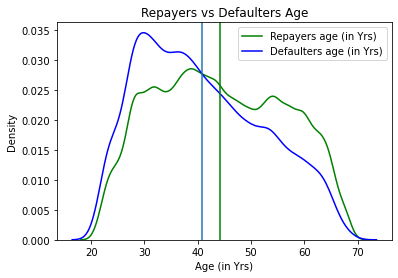 Repayers vs Defaulters Age
Repayers age (in Yrs)
Defaulters age (in Yrs)
0.035
0.030
0.025
0.020
0.015
0.010
0.005
0.000
Density
20 30 40 50 60 70
Age (in Yrs)